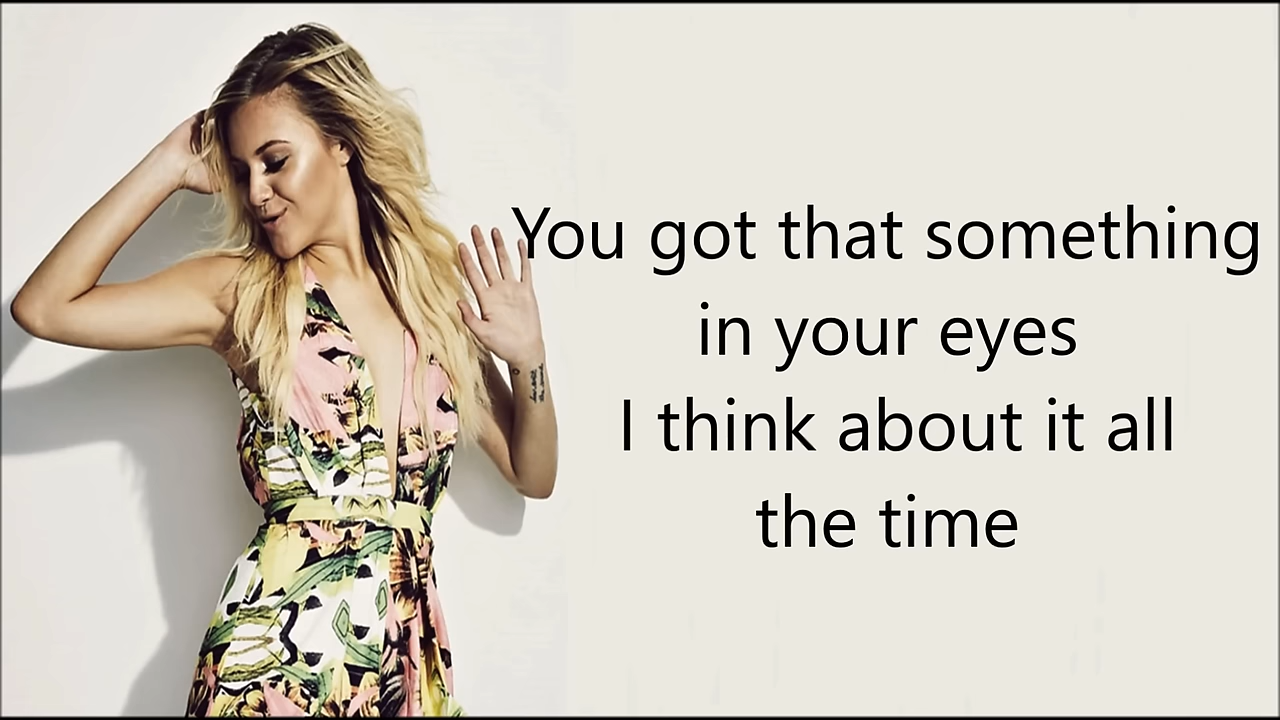 You got that something
in your eyes
I think about it all
the time